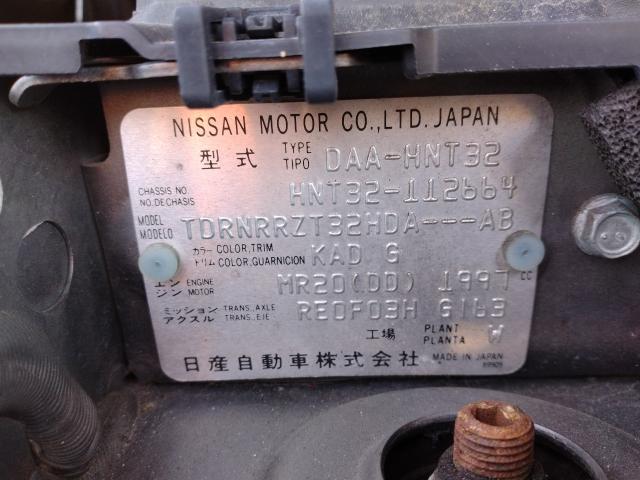 NISSAN MOTOR CO.,LTD. JAPAN
型式 TYPE TIPO DAA-HNT32
CHASSIS NO. NO.DECHASIS HNT32-112664
MODEL MODELO TDRNRRZT32HDA---AB
カラー COLOR,TRIM トリム COLOR,GUARNICION KAD G
エンジン ENGINE MOTOR MR20(DD) 1997 CC
ミッション アクスル TRANS.,AXLE TRANS.,EJE RE0F03H G163
工場 PLANT PLANTA W
日産自動車株式会社 MADE IN JAPAN